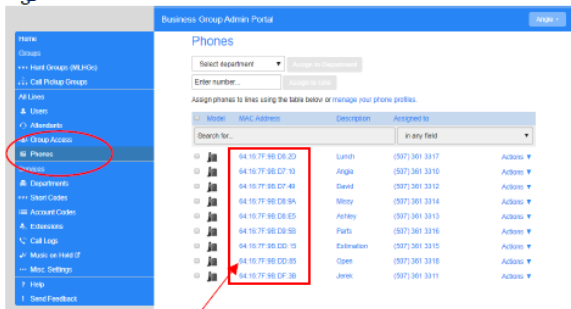 Business Group Admin Portal
Angie
Home
Groups
Hunt Groups (MLHGs)
Call Pickup Groups
All Lines
Users
Attendants
Group Access
Phones
Services
Departments
Short Codes
Account Codes
Extensions
Call Logs
Music on Hold
Misc. Settings
? Help
! Send Feedback
Phones
Select department
Assign to Department
Enter number...
Assign to Line
Assign phones to lines using the table below or manage your phone profiles.
Model MAC Address Description Assigned to
Search for... in any field
64:16:7F:9B:D6:2D Lunch (507) 361 3317 Actions
64:16:7F:9B:D7:10 Angia (507) 361 3310 Actions
64:16:7F:9B:D7:49 David (507) 361 3312 Actions
64:16:7F:9B:D8:9A Missy (507) 361 3314 Actions
64:16:7F:9B:D8:E5 Ashley (507) 361 3313 Actions
64:16:7F:9B:D9:5B Parts (507) 361 3316 Actions
64:16:7F:9B:DD:15 Estimation (507) 361 3315 Actions
64:16:7F:9B:DD:85 Open (507) 361 3318 Actions
64:16:7F:9B:DF:3B Jerek (507) 361 3311 Actions